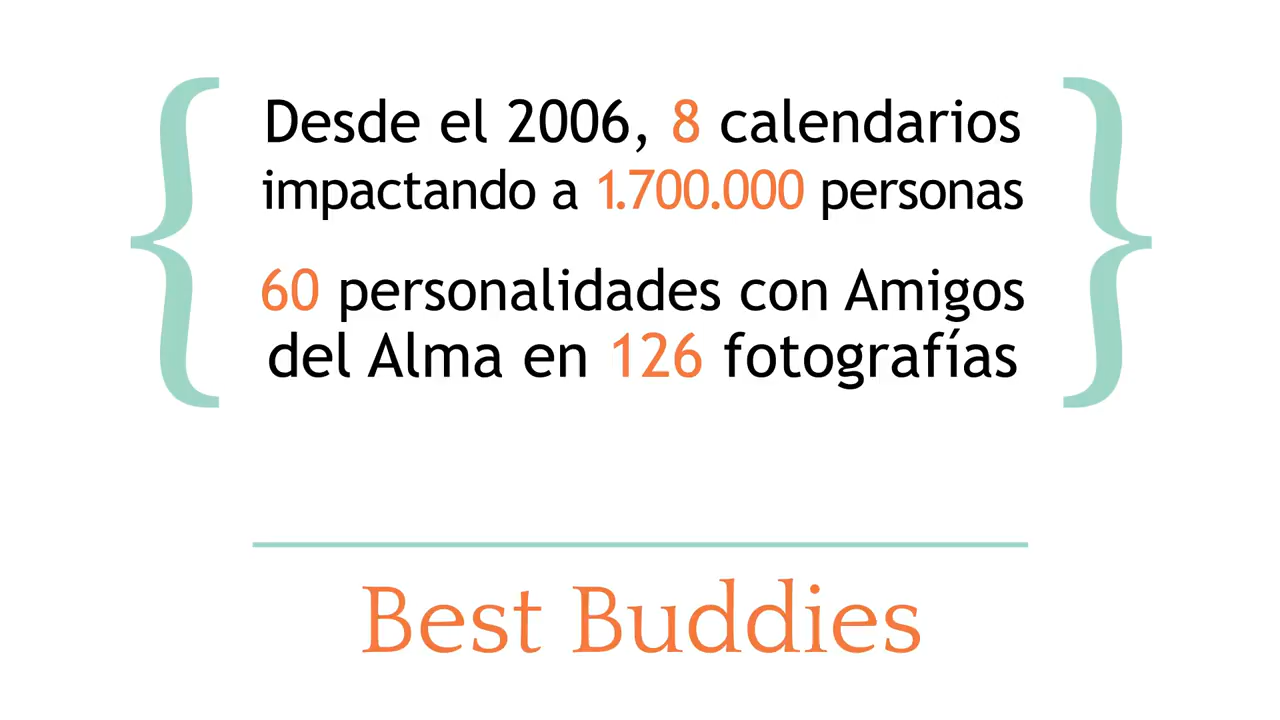 Desde el 2006, 8 calendarios
impactando a 1.700.000 personas
60 personalidades con Amigos
del Alma en 126 fotografías
Best Buddies